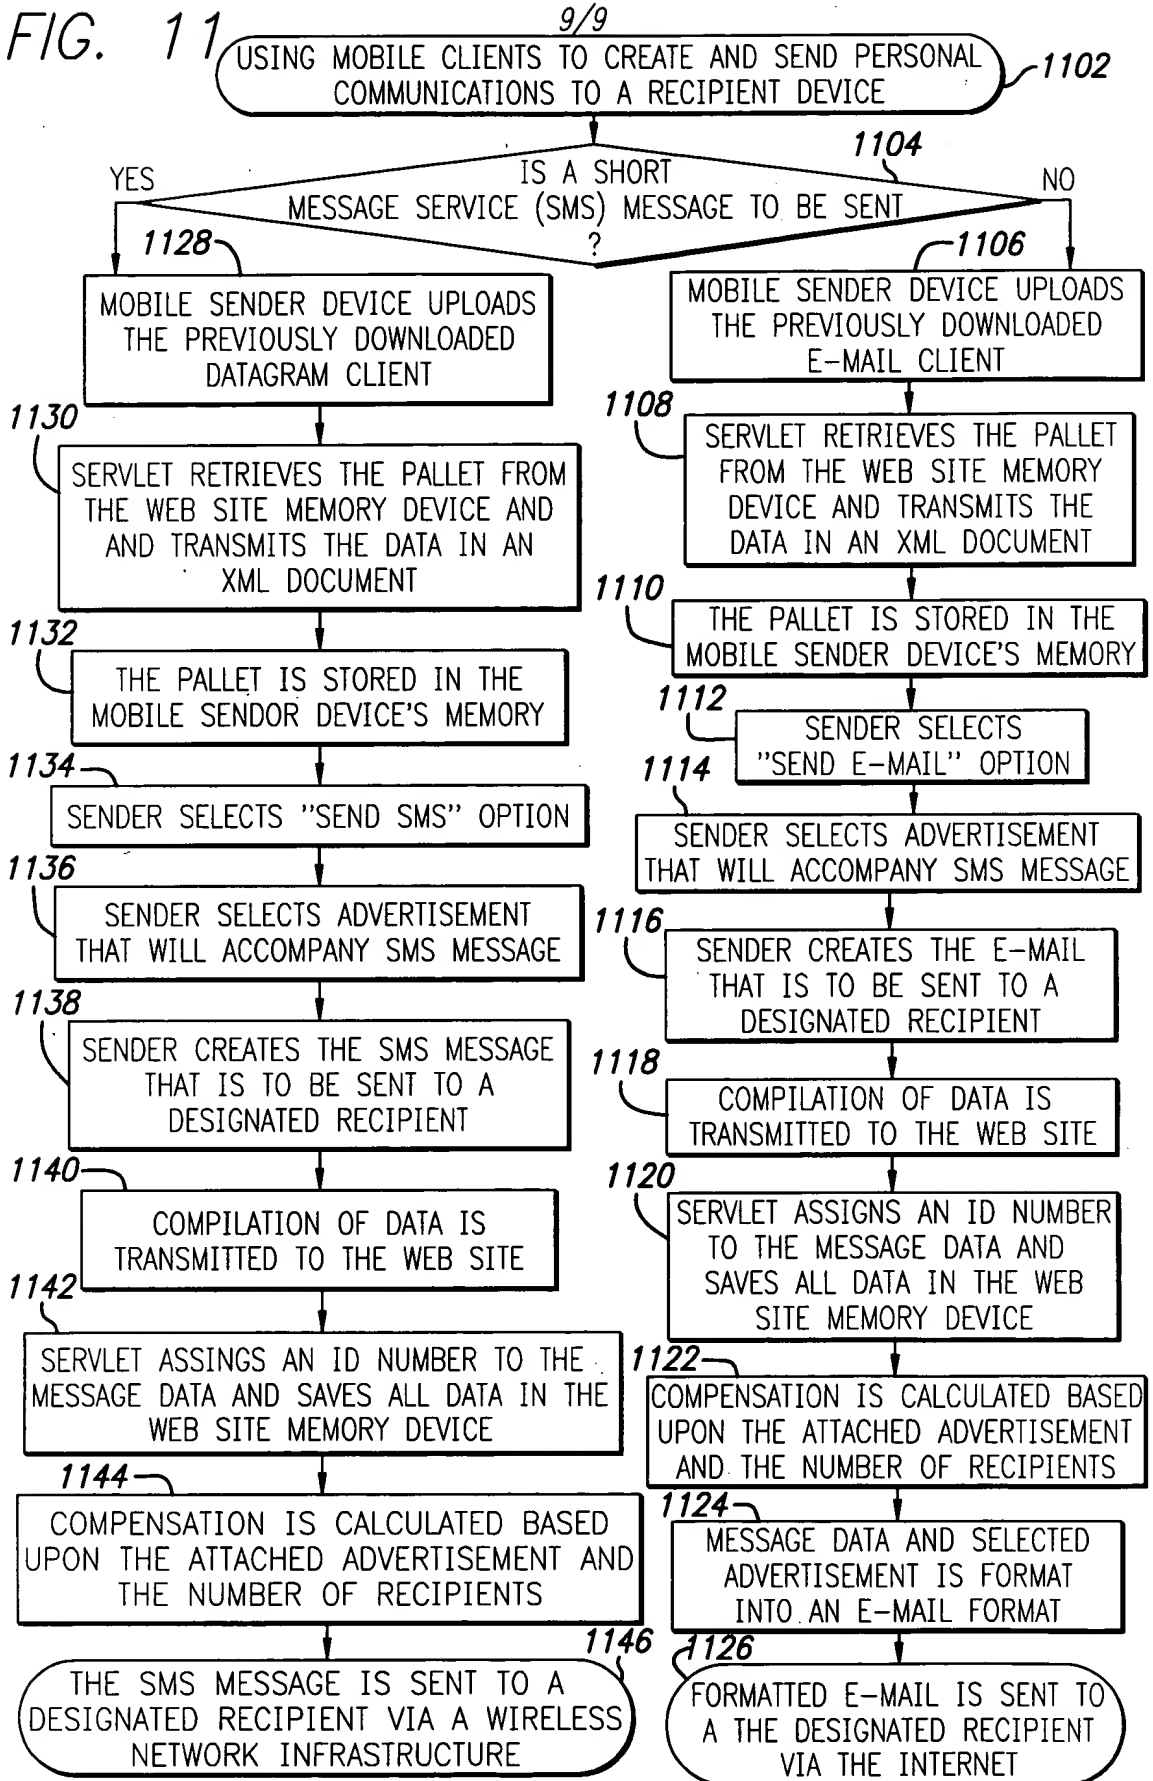 FIG. 11
9/9
USING MOBILE CLIENTS TO CREATE AND SEND PERSONAL
COMMUNICATIONS TO A RECIPIENT DEVICE
1102
1104
IS A SHORT
MESSAGE SERVICE (SMS) MESSAGE TO BE SENT
?
YES
NO
1128
MOBILE SENDER DEVICE UPLOADS
THE PREVIOUSLY DOWNLOADED
DATAGRAM CLIENT
1130
SERVLET RETRIEVES THE PALLET FROM
THE WEB SITE MEMORY DEVICE AND
AND TRANSMITS THE DATA IN AN
XML DOCUMENT
1132
THE PALLET IS STORED IN THE
MOBILE SENDOR DEVICE'S MEMORY
1134
SENDER SELECTS "SEND SMS" OPTION
1136
SENDER SELECTS ADVERTISEMENT
THAT WILL ACCOMPANY SMS MESSAGE
1138
SENDER CREATES THE SMS MESSAGE
THAT IS TO BE SENT TO A
DESIGNATED RECIPIENT
1140
COMPILATION OF DATA IS
TRANSMITTED TO THE WEB SITE
1142
SERVLET ASSINGS AN ID NUMBER TO THE
MESSAGE DATA AND SAVES ALL DATA IN THE
WEB SITE MEMORY DEVICE
1144
COMPENSATION IS CALCULATED BASED
UPON THE ATTACHED ADVERTISEMENT AND
THE NUMBER OF RECIPIENTS
1146
THE SMS MESSAGE IS SENT TO A
DESIGNATED RECIPIENT VIA A WIRELESS
NETWORK INFRASTRUCTURE
1106
MOBILE SENDER DEVICE UPLOADS
THE PREVIOUSLY DOWNLOADED
E-MAIL CLIENT
1108
SERVLET RETRIEVES THE PALLET
FROM THE WEB SITE MEMORY
DEVICE AND TRANSMITS THE
DATA IN AN XML DOCUMENT
1110
THE PALLET IS STORED IN THE
MOBILE SENDER DEVICE'S MEMORY
1112
SENDER SELECTS
"SEND E-MAIL" OPTION
1114
SENDER SELECTS ADVERTISEMENT
THAT WILL ACCOMPANY SMS MESSAGE
1116
SENDER CREATES THE E-MAIL
THAT IS TO BE SENT TO A
DESIGNATED RECIPIENT
1118
COMPILATION OF DATA IS
TRANSMITTED TO THE WEB SITE
1120
SERVLET ASSIGNS AN ID NUMBER
TO THE MESSAGE DATA AND
SAVES ALL DATA IN THE WEB
SITE MEMORY DEVICE
1122
COMPENSATION IS CALCULATED BASED
UPON THE ATTACHED ADVERTISEMENT
AND THE NUMBER OF RECIPIENTS
1124
MESSAGE DATA AND SELECTED
ADVERTISEMENT IS FORMAT
INTO AN E-MAIL FORMAT
1126
FORMATTED E-MAIL IS SENT TO
A THE DESIGNATED RECIPIENT
VIA THE INTERNET